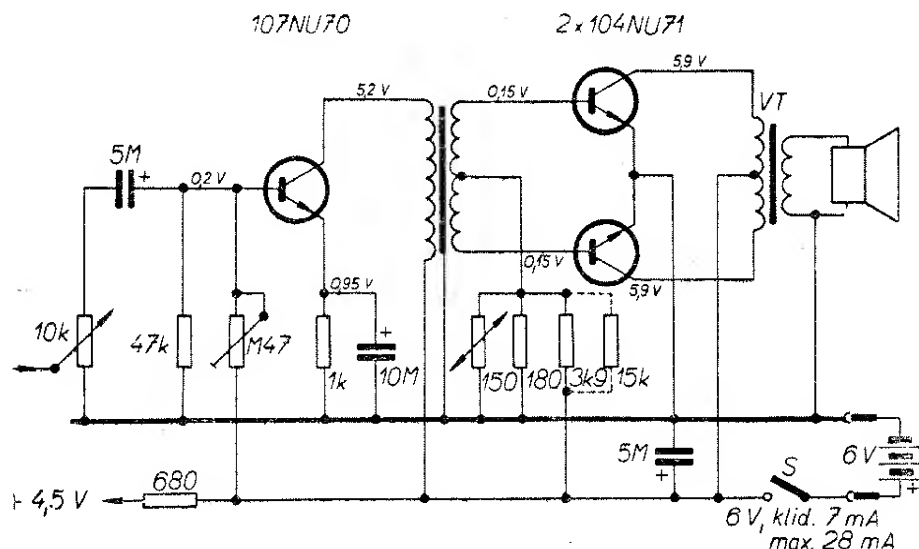 107NU70
2 x 104NU71
5,9 V
5,2 V
0,15 V
VT
5M
+
0,2 V
0,15 V
5,9 V
0,95 V
10k
47k
M47
1k
+
10M
150
180
3k9
15k
5M
+
S
6V
+
680
+ 4,5 V
6V, klid. 7 mA
max. 28 mA